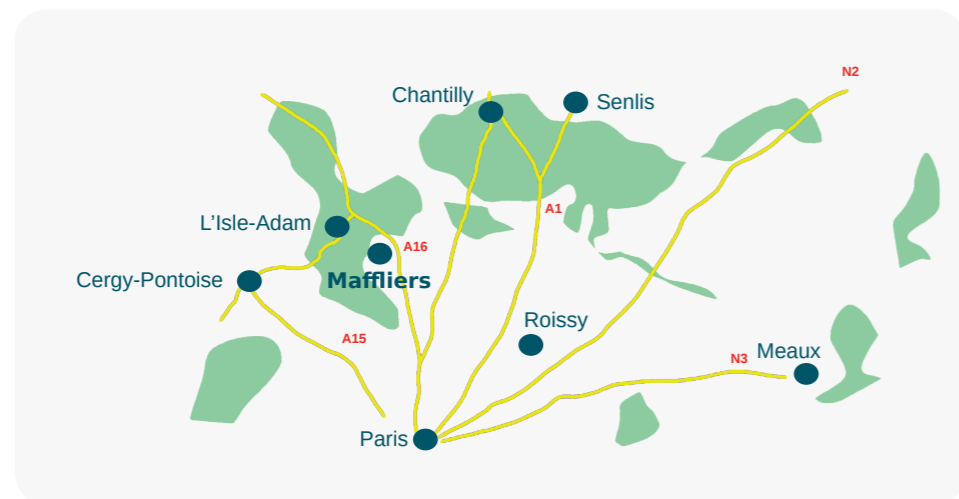 N2
Chantilly
Senlis
A1
L’Isle-Adam
A16
Cergy-Pontoise
Maffliers
Roissy
A15
Meaux
N3
Paris